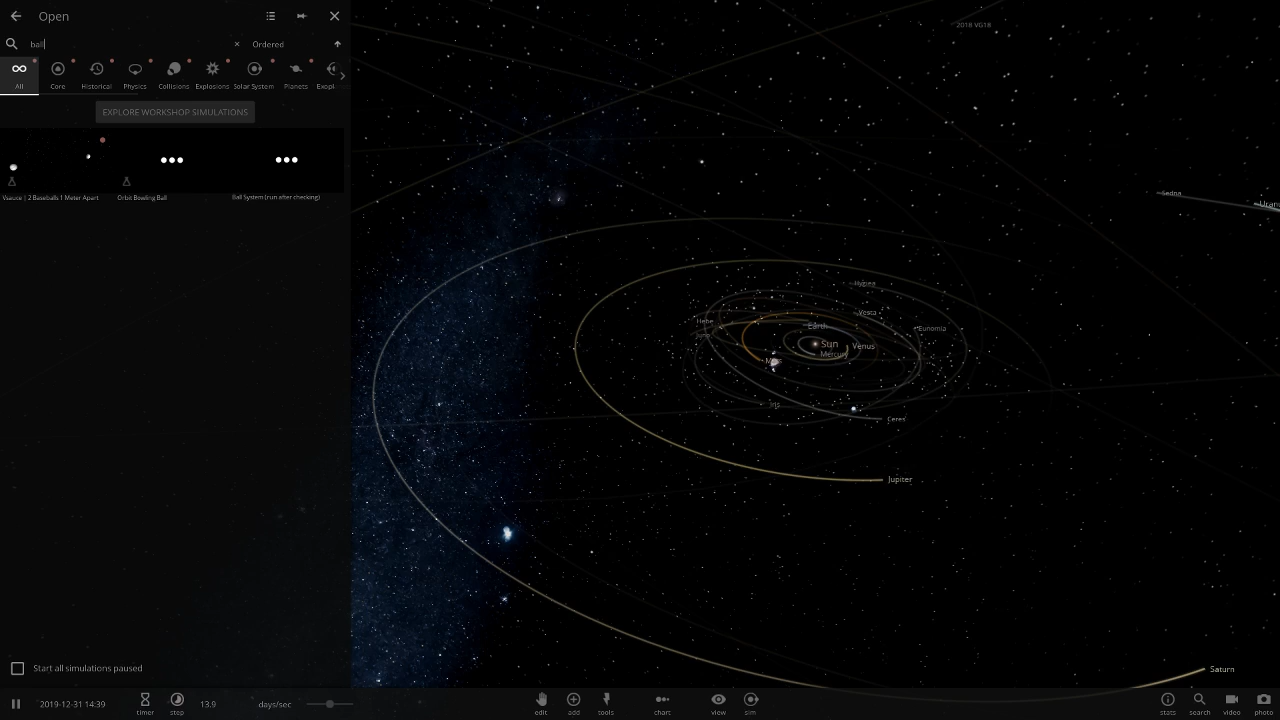 Open
ball
Ordered
All
Core
Historical
Physics
Collisions
Explosions
Solar System
Planets
Exopl
EXPLORE WORKSHOP SIMULATIONS
Vsauce | 2 Baseballs 1 Meter Apart
Orbit Bowling Ball
Ball System (run after checking)
2018 VG18
Sedna
Uranu
Hygiea
Vesta
Hebe
Earth
Eunomia
Sun
Venus
Mercury
Iris
Ceres
Jupiter
Saturn
Start all simulations paused
2019-12-31 14:39
timer
step
13.9
days/sec
edit
add
tools
chart
view
sim
stats
search
video
photo